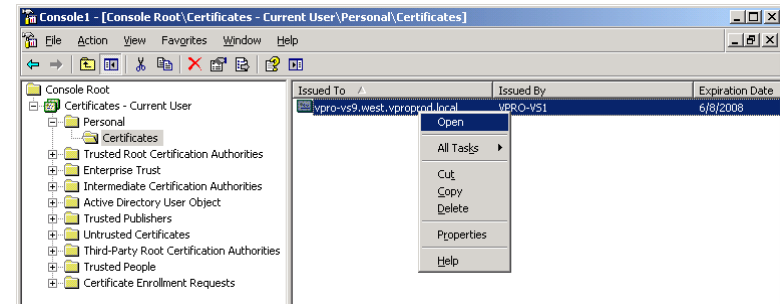 Console1 - [Console Root\Certificates - Current User\Personal\Certificates]
File Action View Favorites Window Help
Console Root
Certificates - Current User
Personal
Certificates
Trusted Root Certification Authorities
Enterprise Trust
Intermediate Certification Authorities
Active Directory User Object
Trusted Publishers
Untrusted Certificates
Third-Party Root Certification Authorities
Trusted People
Certificate Enrollment Requests
Issued To Issued By Expiration Date
vpro-vs9.west.vproprod.local VPRO-VS1 6/8/2008
Open
All Tasks
Cut
Copy
Delete
Properties
Help